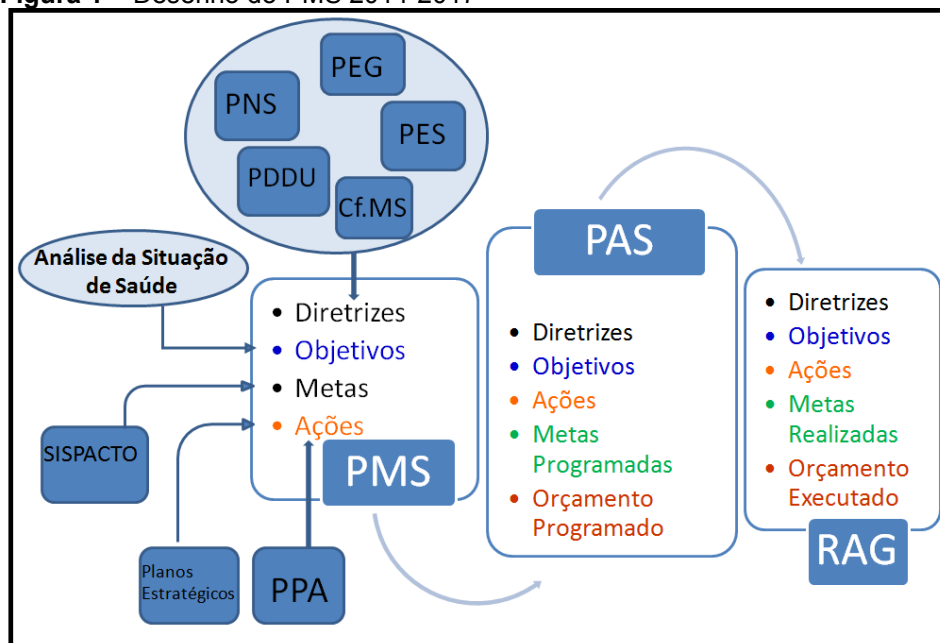 Figura 1 – Desenho do PMS 2014-2017
PEG
PNS
PES
PDDU
Cf.MS
Análise da Situação
de Saúde
• Diretrizes
• Objetivos
• Metas
• Ações
PMS
SISPACTO
Planos
Estratégicos
PPA
PAS
• Diretrizes
• Objetivos
• Ações
• Metas
Programadas
• Orçamento
Programado
• Diretrizes
• Objetivos
• Ações
• Metas
Realizadas
• Orçamento
Executado
RAG